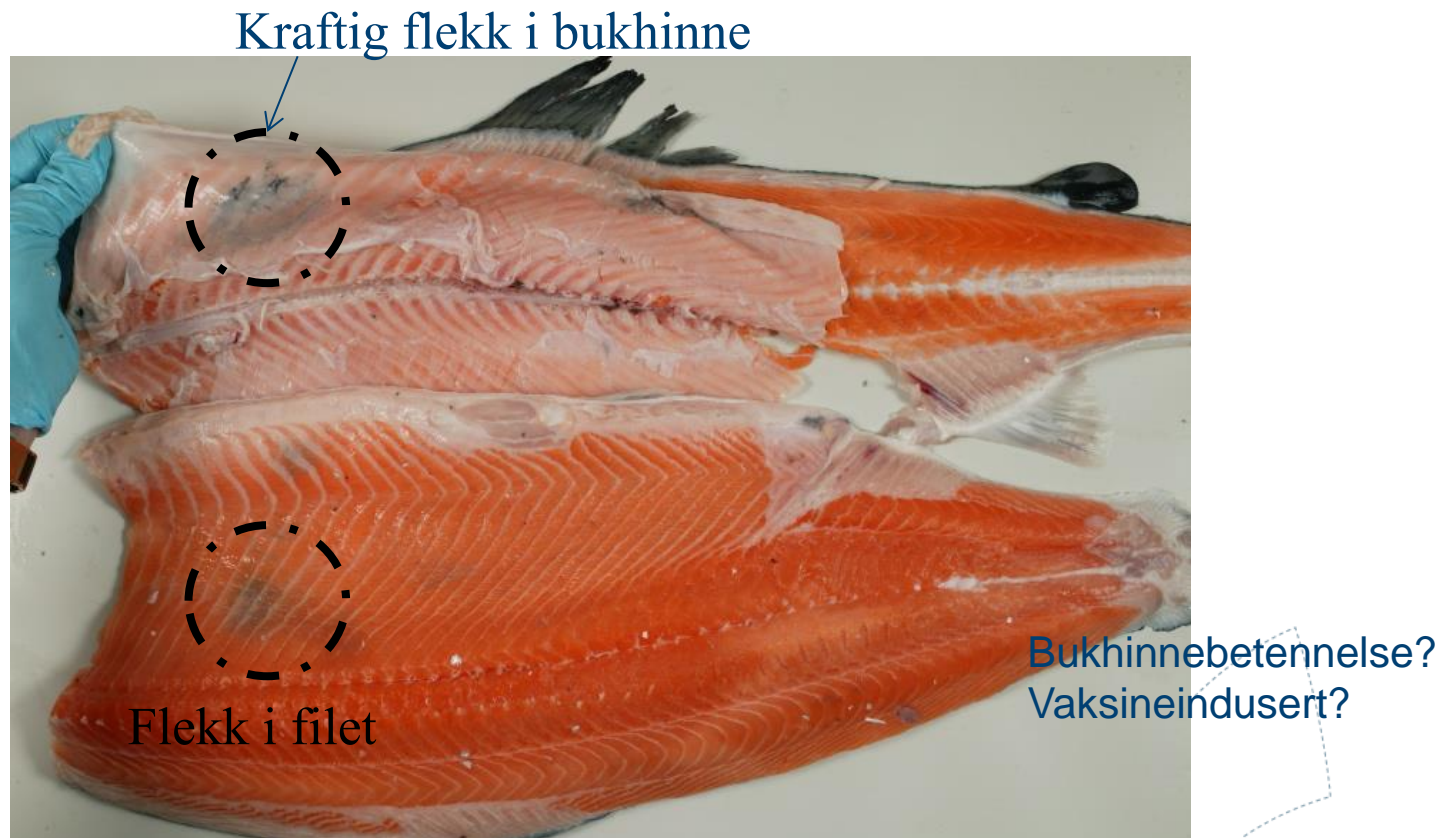 Kraftig flekk i bukhinne
Flekk i filet
Bukhinnebetennelse?
Vaksineindusert?